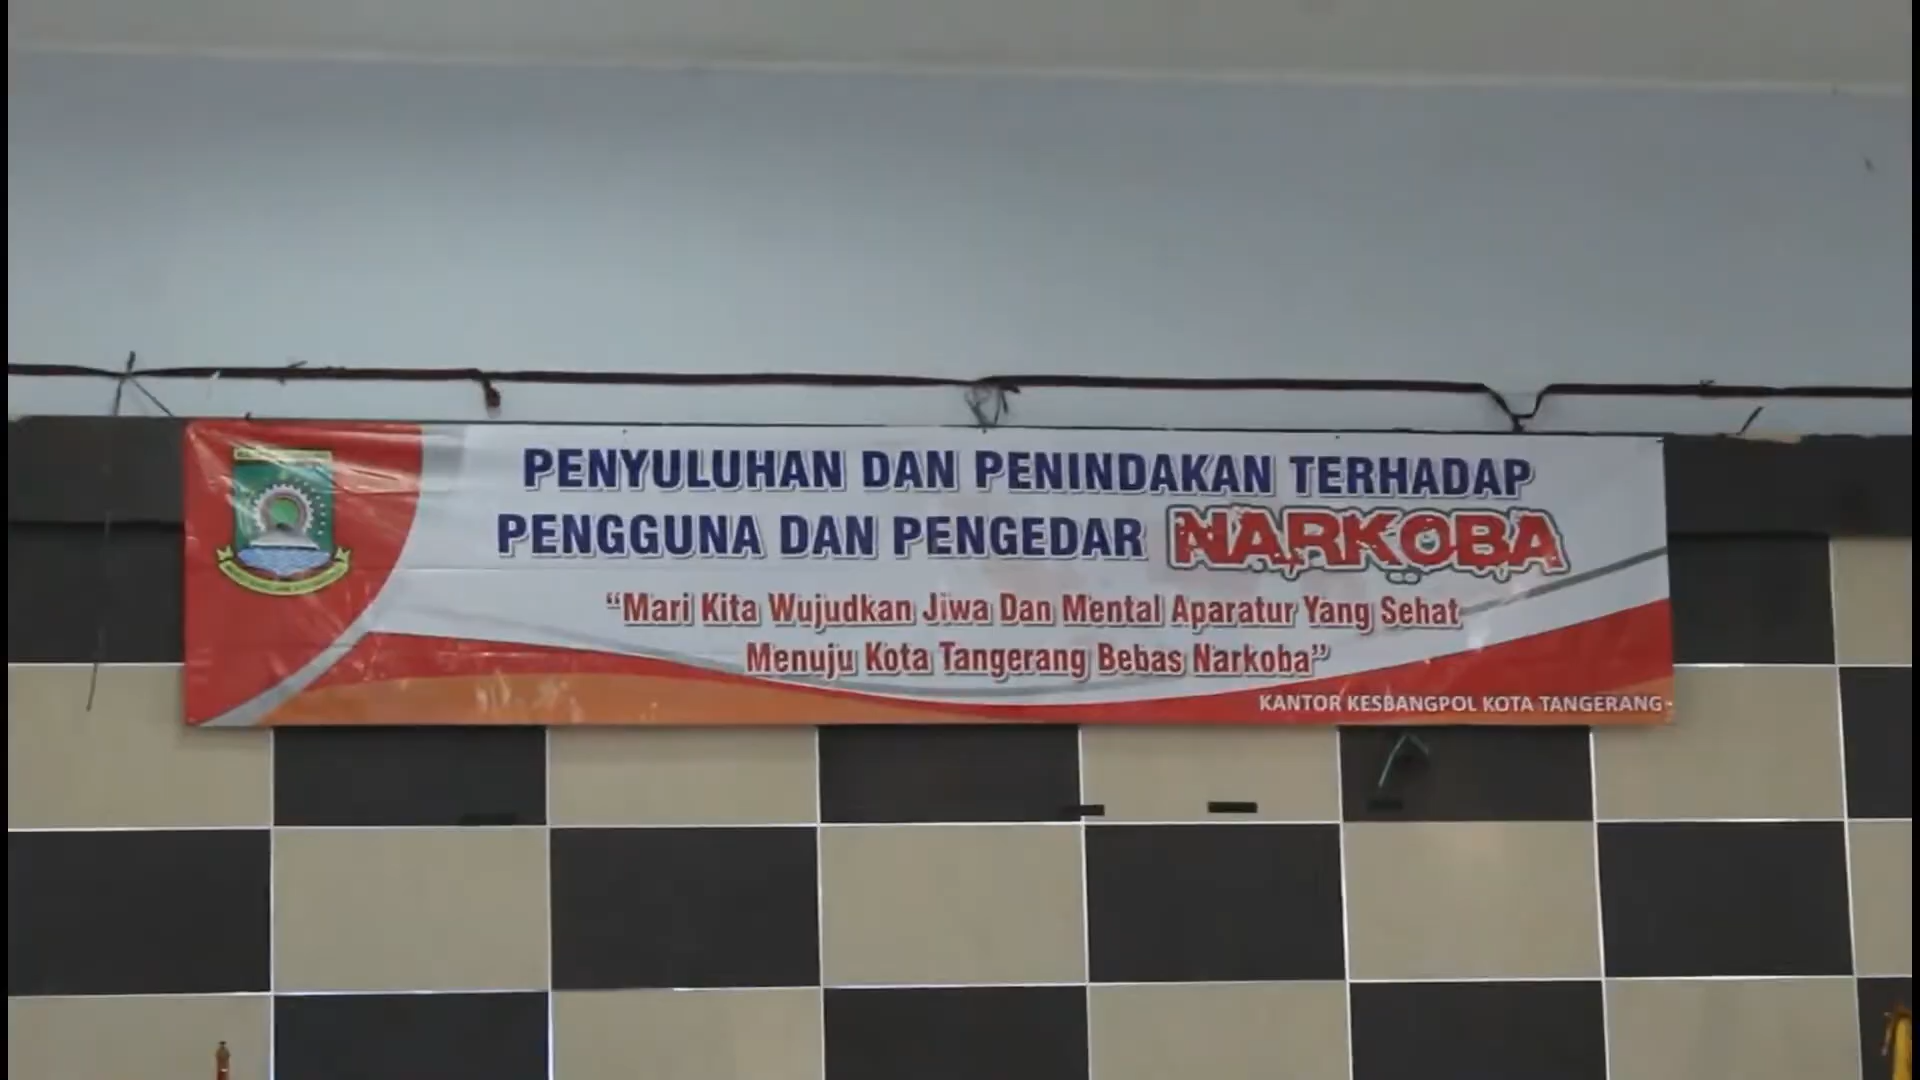 PENYULUHAN DAN PENINDAKAN TERHADAP
PENGGUNA DAN PENGEDAR NARKOBA
“Mari Kita Wujudkan Jiwa Dan Mental Aparatur Yang Sehat
Menuju Kota Tangerang Bebas Narkoba”
KANTOR KESBANGPOL KOTA TANGERANG